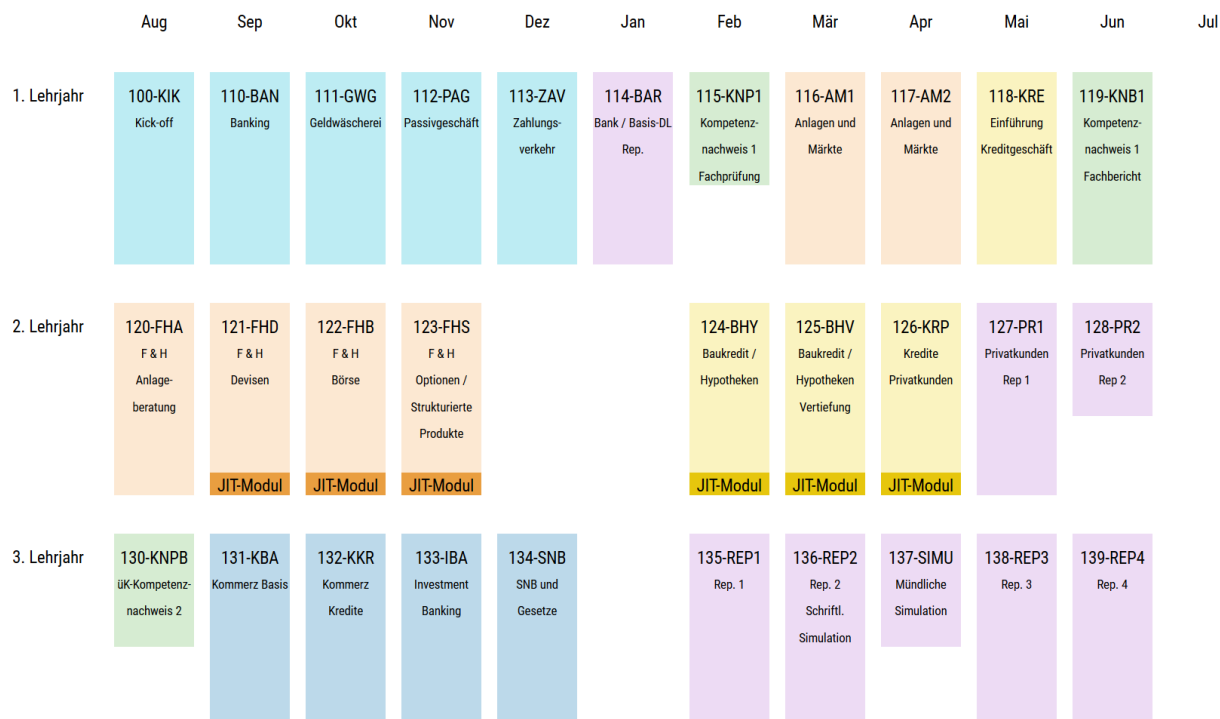 Aug Sep Okt Nov Dez Jan Feb Mär Apr Mai Jun Jul
1. Lehrjahr
100-KIK
Kick-off
110-BAN
Banking
111-GWG
Geldwäscherei
112-PAG
Passivgeschäft
113-ZAV
Zahlungs-
verkehr
114-BAR
Bank / Basis-DL
Rep.
115-KNP1
Kompetenz-
nachweis 1
Fachprüfung
116-AM1
Anlagen und
Märkte
117-AM2
Anlagen und
Märkte
118-KRE
Einführung
Kreditgeschäft
119-KNB1
Kompetenz-
nachweis 1
Fachbericht
2. Lehrjahr
120-FHA
F & H
Anlage-
beratung
121-FHD
F & H
Devisen
JIT-Modul
122-FHB
F & H
Börse
JIT-Modul
123-FHS
F & H
Optionen /
Strukturierte
Produkte
JIT-Modul
124-BHY
Baukredit /
Hypotheken
JIT-Modul
125-BHV
Baukredit /
Hypotheken
Vertiefung
JIT-Modul
126-KRP
Kredite
Privatkunden
JIT-Modul
127-PR1
Privatkunden
Rep 1
128-PR2
Privatkunden
Rep 2
3. Lehrjahr
130-KNPB
üK-Kompetenz-
nachweis 2
131-KBA
Kommerz Basis
132-KKR
Kommerz
Kredite
133-IBA
Investment
Banking
134-SNB
SNB und
Gesetze
135-REP1
Rep. 1
136-REP2
Rep. 2
Schriftl.
Simulation
137-SIMU
Mündliche
Simulation
138-REP3
Rep. 3
139-REP4
Rep. 4